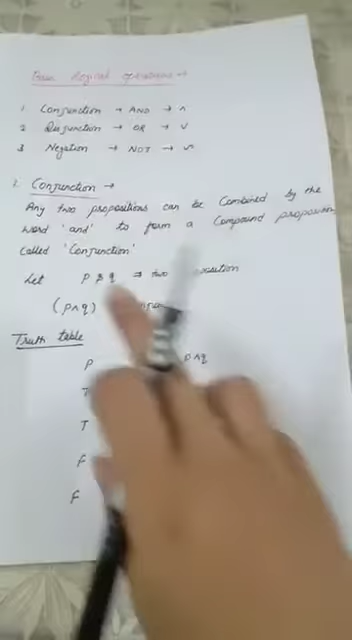 Basic logical operations →
1 Conjunction → AND → ∧
2 Disjunction → OR → ∨
3 Negation → NOT → ~
1. Conjunction →
Any two propositions can be combined by the
word 'and' to form a compound proposition
called 'Conjunction'
Let p & q → two
(p∧q)
Truth table
p p∧q
T
T
F
F